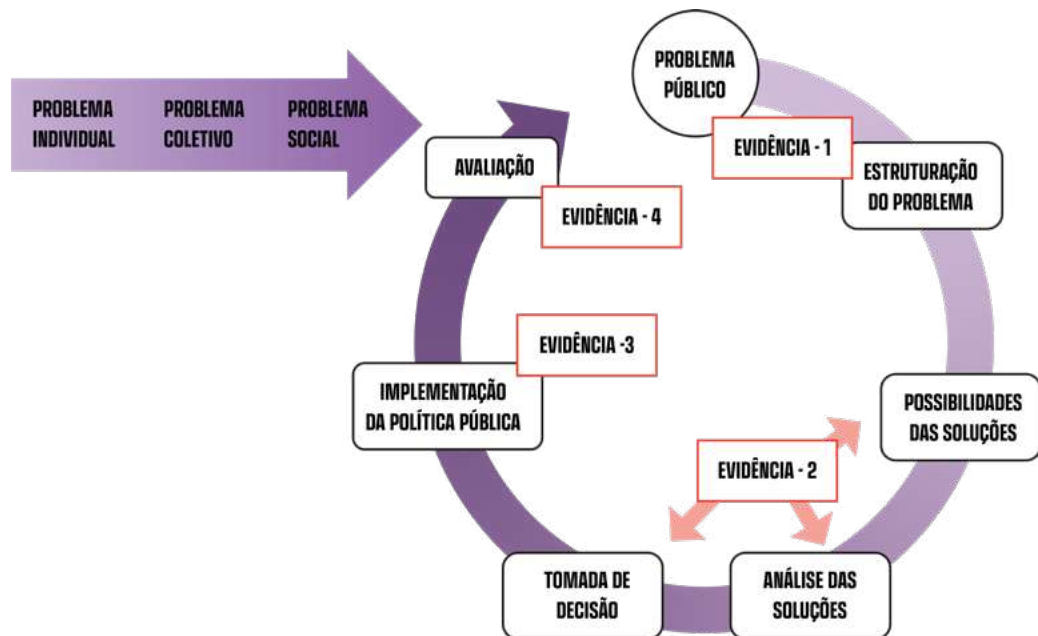 PROBLEMA
INDIVIDUAL
PROBLEMA
COLETIVO
PROBLEMA
SOCIAL
PROBLEMA
PÚBLICO
EVIDÊNCIA - 1
ESTRUTURAÇÃO
DO PROBLEMA
POSSIBILIDADES
DAS SOLUÇÕES
EVIDÊNCIA - 2
ANÁLISE DAS
SOLUÇÕES
TOMADA DE
DECISÃO
IMPLEMENTAÇÃO
DA POLÍTICA PÚBLICA
EVIDÊNCIA -3
AVALIAÇÃO
EVIDÊNCIA - 4